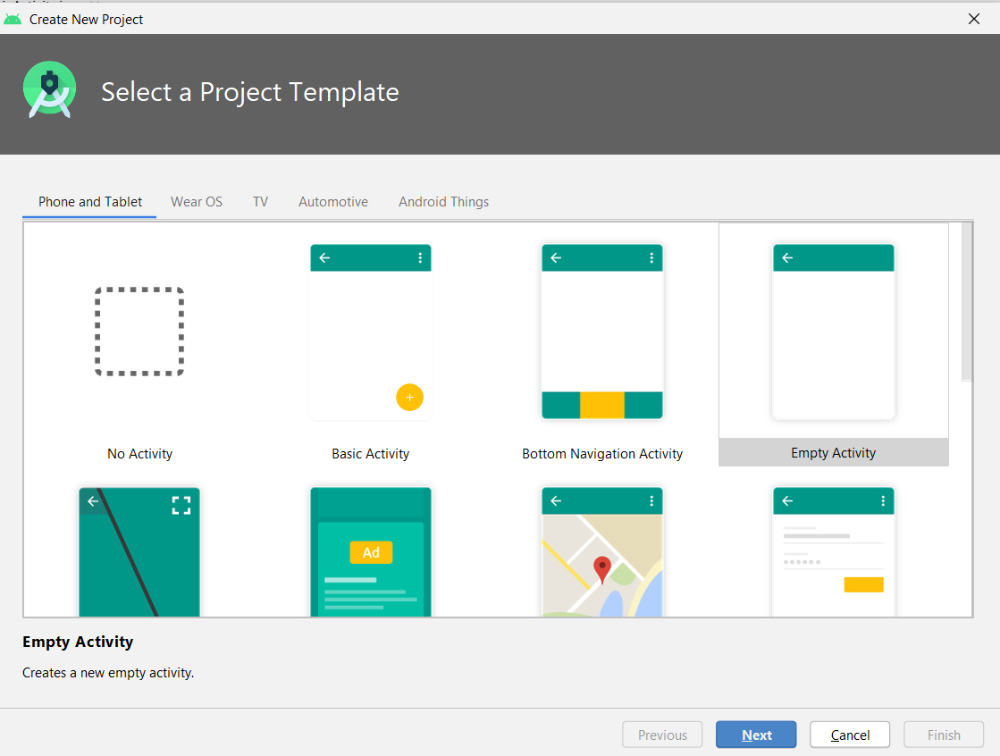 Create New Project
Select a Project Template
Phone and Tablet Wear OS TV Automotive Android Things
No Activity Basic Activity Bottom Navigation Activity Empty Activity
Ad
Empty Activity
Creates a new empty activity.
Previous Next Cancel Finish